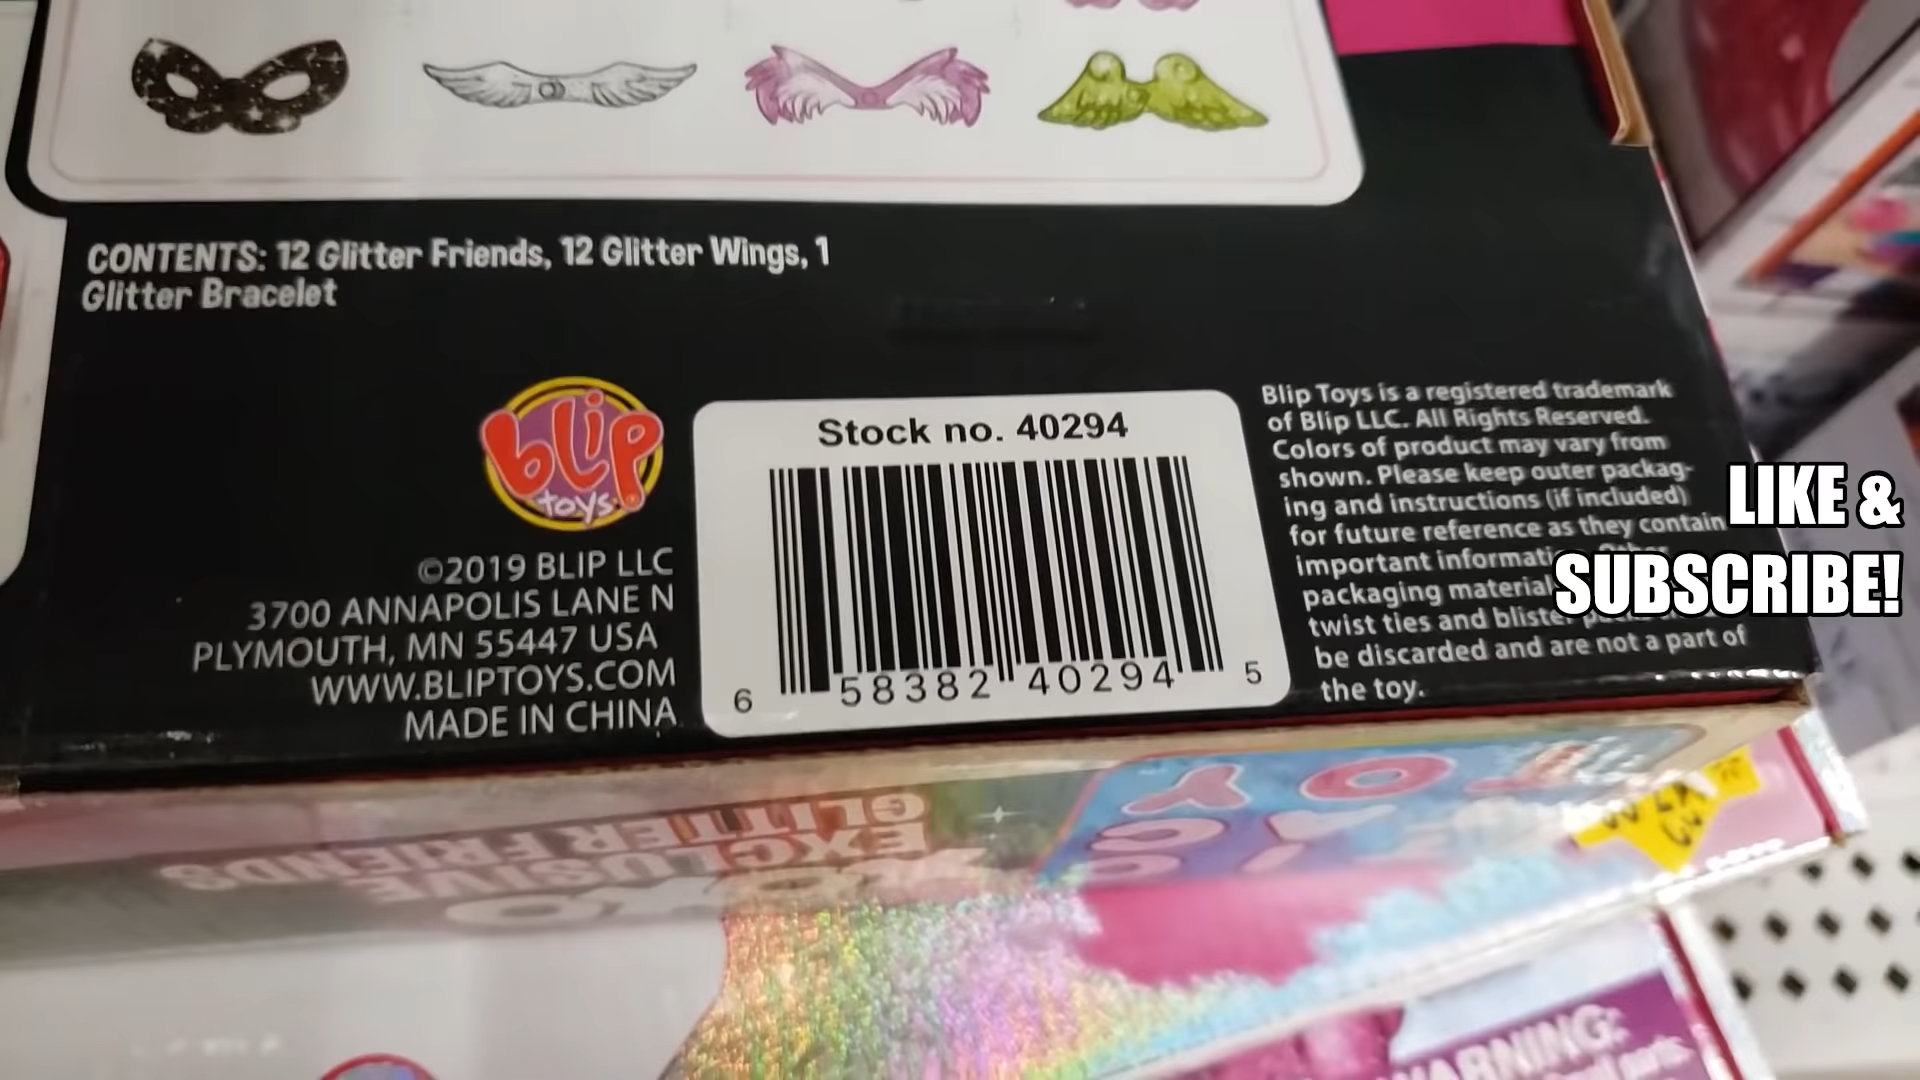 CONTENTS: 12 Glitter Friends, 12 Glitter Wings, 1
Glitter Bracelet
blip
toys
©2019 BLIP LLC
3700 ANNAPOLIS LANE N
PLYMOUTH, MN 55447 USA
WWW.BLIPTOYS.COM
MADE IN CHINA
Stock no. 40294
6 58382 40294 5
Blip Toys is a registered trademark
of Blip LLC. All Rights Reserved.
Colors of product may vary from
shown. Please keep outer packag-
ing and instructions (if included)
for future reference as they contain
important
packaging
twist ties and
be discarded and are not a part of
the toy.
LIKE &
SUBSCRIBE!
EXCLUSIVE
GLITTER FRIENDS
WARNING: